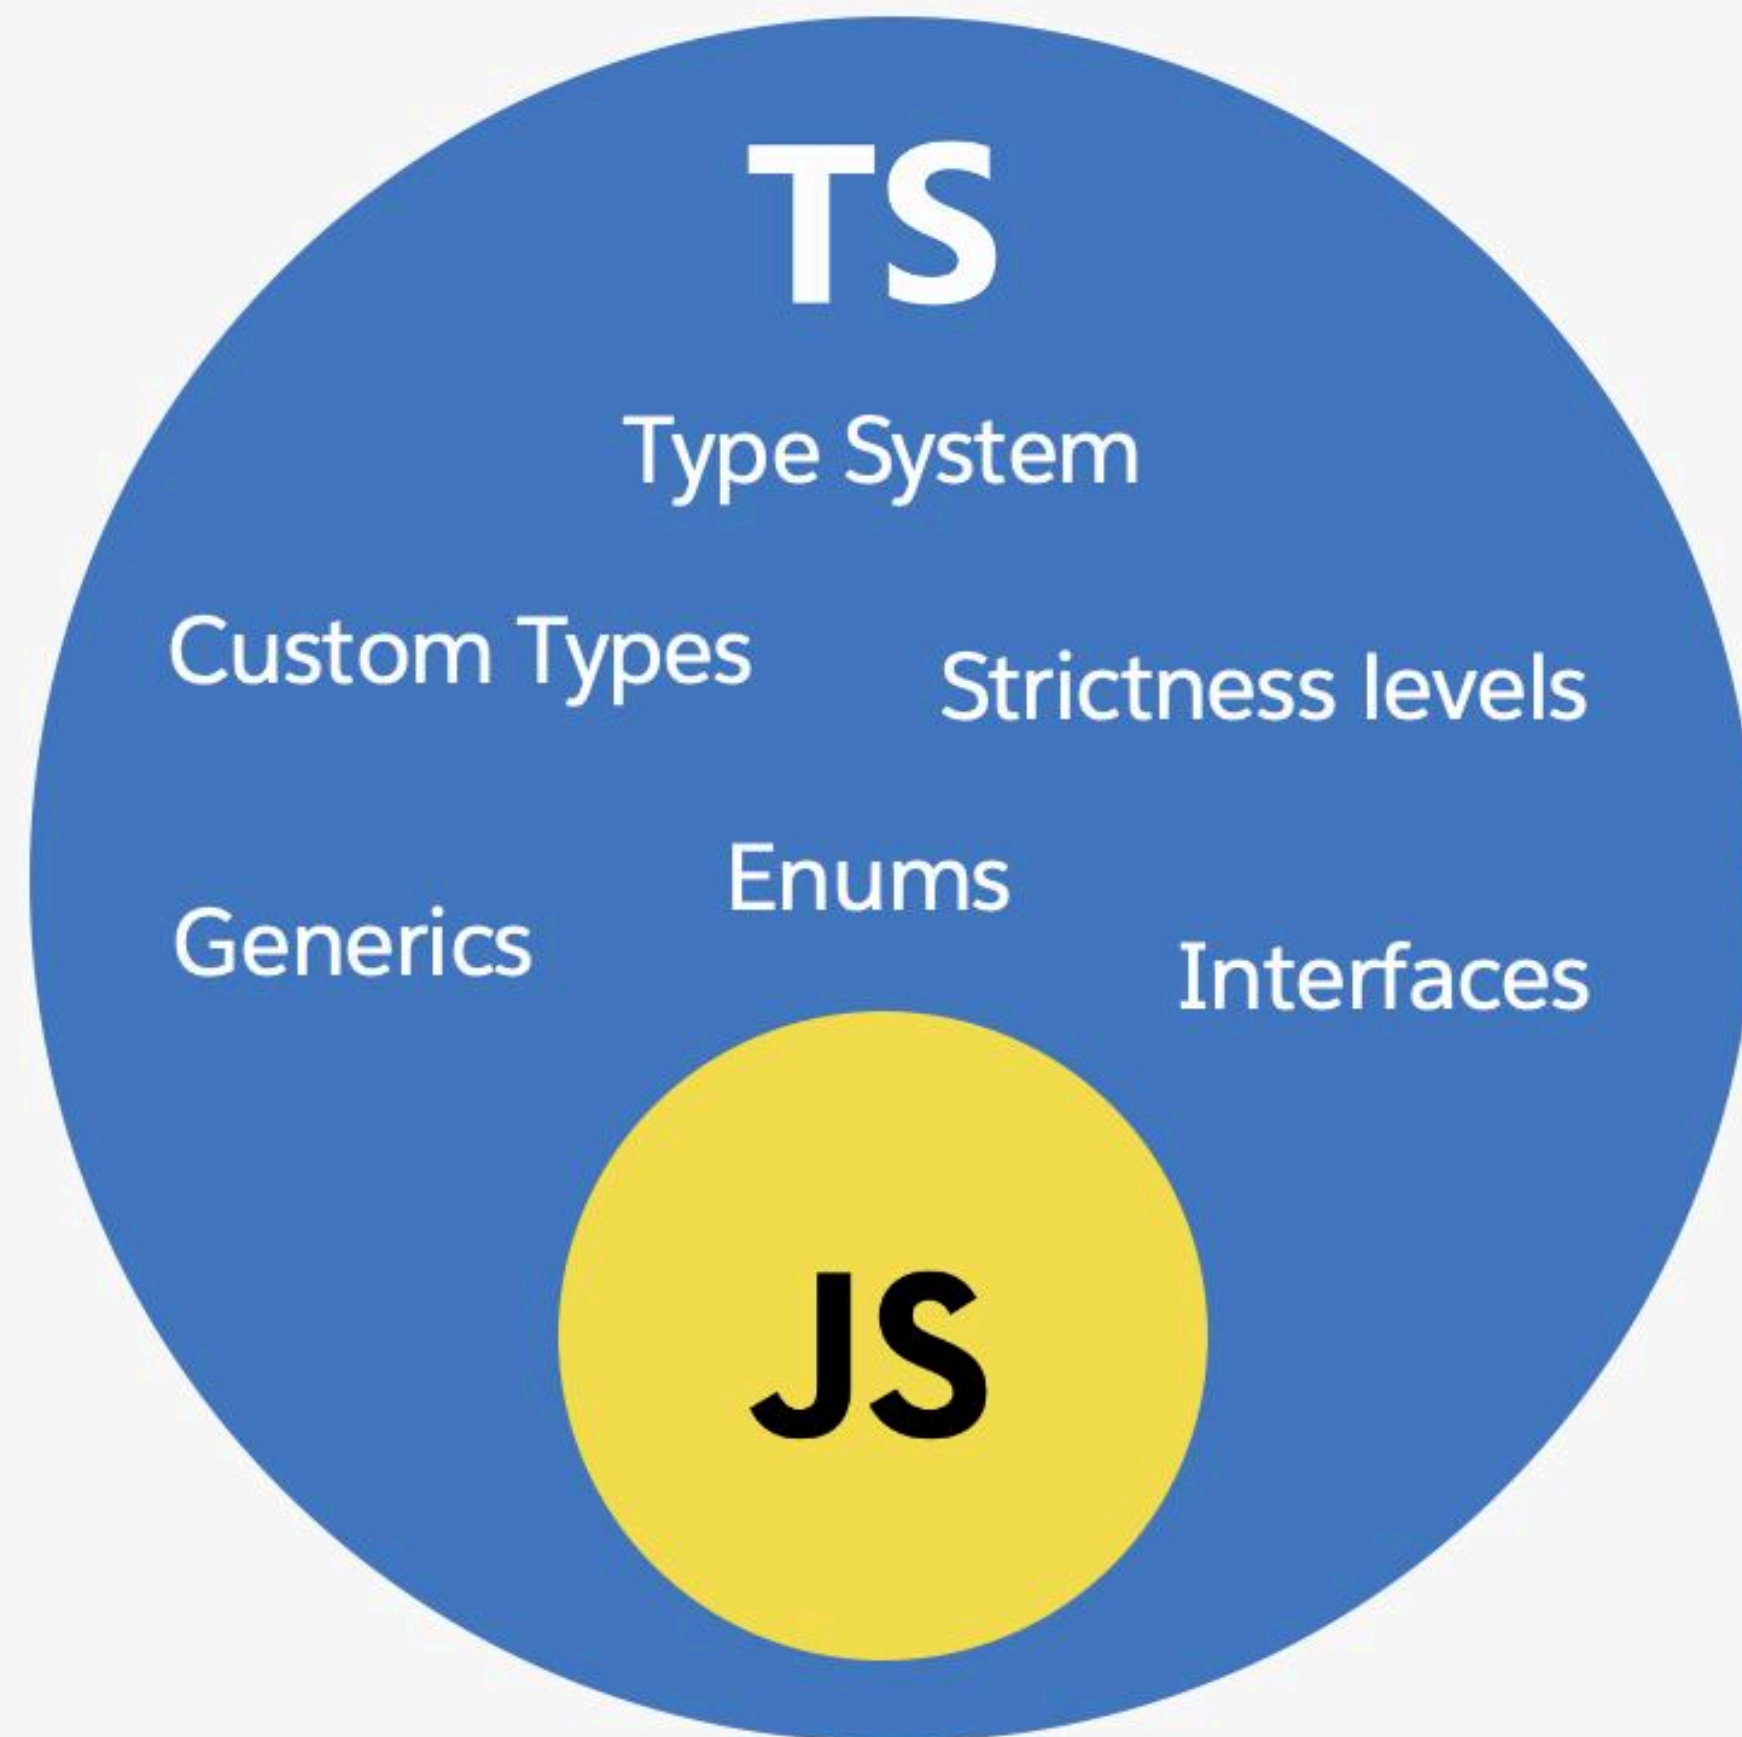 TS
Type System
Custom Types
Strictness levels
Enums
Generics
Interfaces
JS